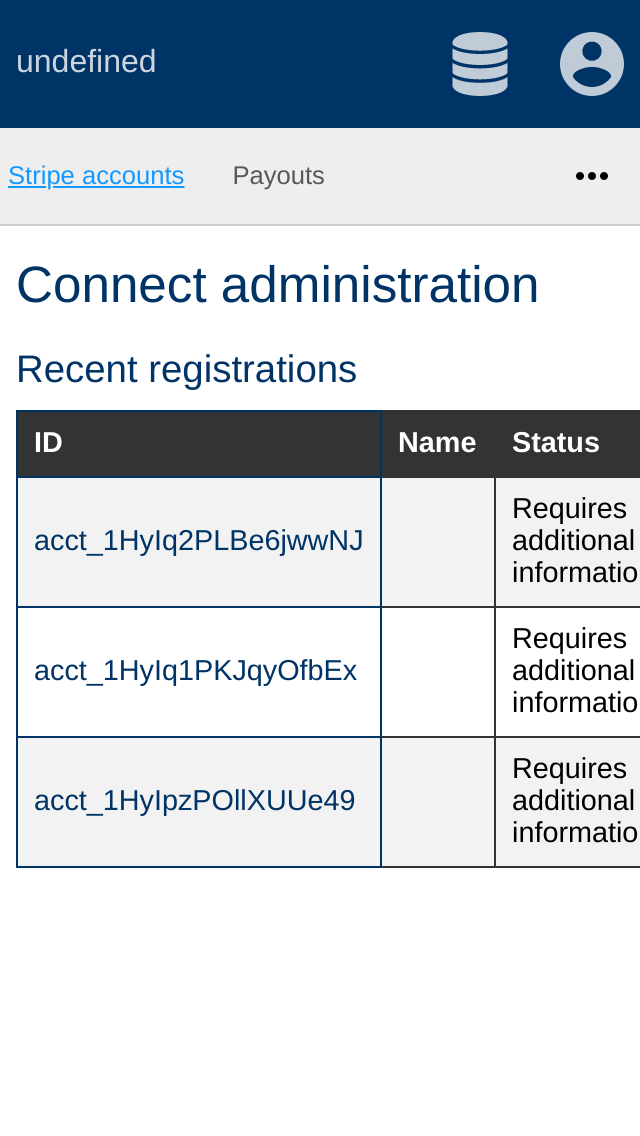 undefined
Stripe accounts Payouts
Connect administration
Recent registrations
ID Name Status
acct_1HyIq2PLBe6jwwNJ Requires
additional
informatio
acct_1HyIq1PKJqyOfbEx Requires
additional
informatio
acct_1HyIpzPOllXUUe49 Requires
additional
informatio